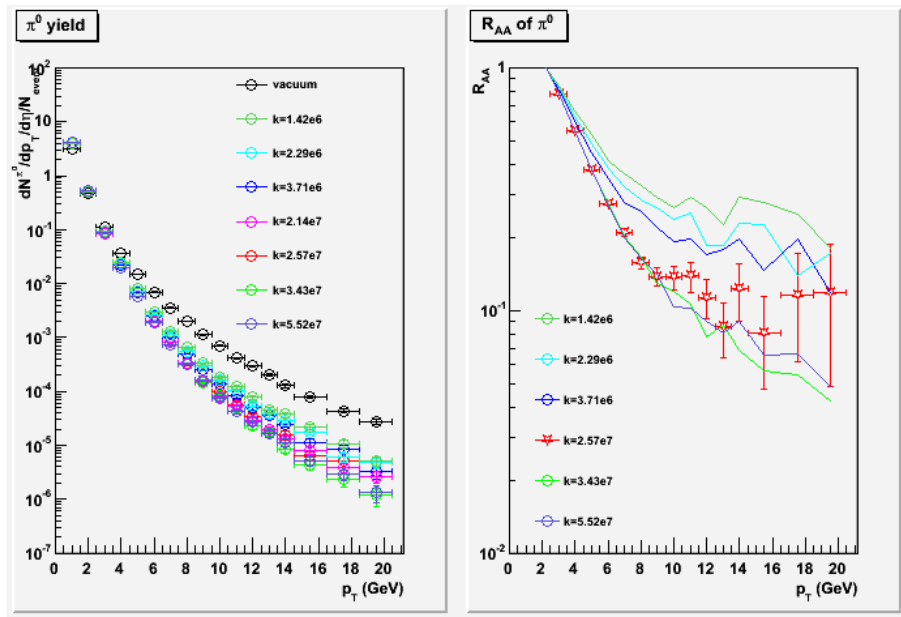 π⁰ yield
dN^π⁰/dp_T/dη/N_event
10²
10
1
10⁻¹
10⁻²
10⁻³
10⁻⁴
10⁻⁵
10⁻⁶
10⁻⁷
vacuum
k=1.42e6
k=2.29e6
k=3.71e6
k=2.14e7
k=2.57e7
k=3.43e7
k=5.52e7
0 2 4 6 8 10 12 14 16 18 20
p_T (GeV)
R_AA of π⁰
R_AA
1
10⁻¹
10⁻²
k=1.42e6
k=2.29e6
k=3.71e6
k=2.57e7
k=3.43e7
k=5.52e7
0 2 4 6 8 10 12 14 16 18 20
p_T (GeV)